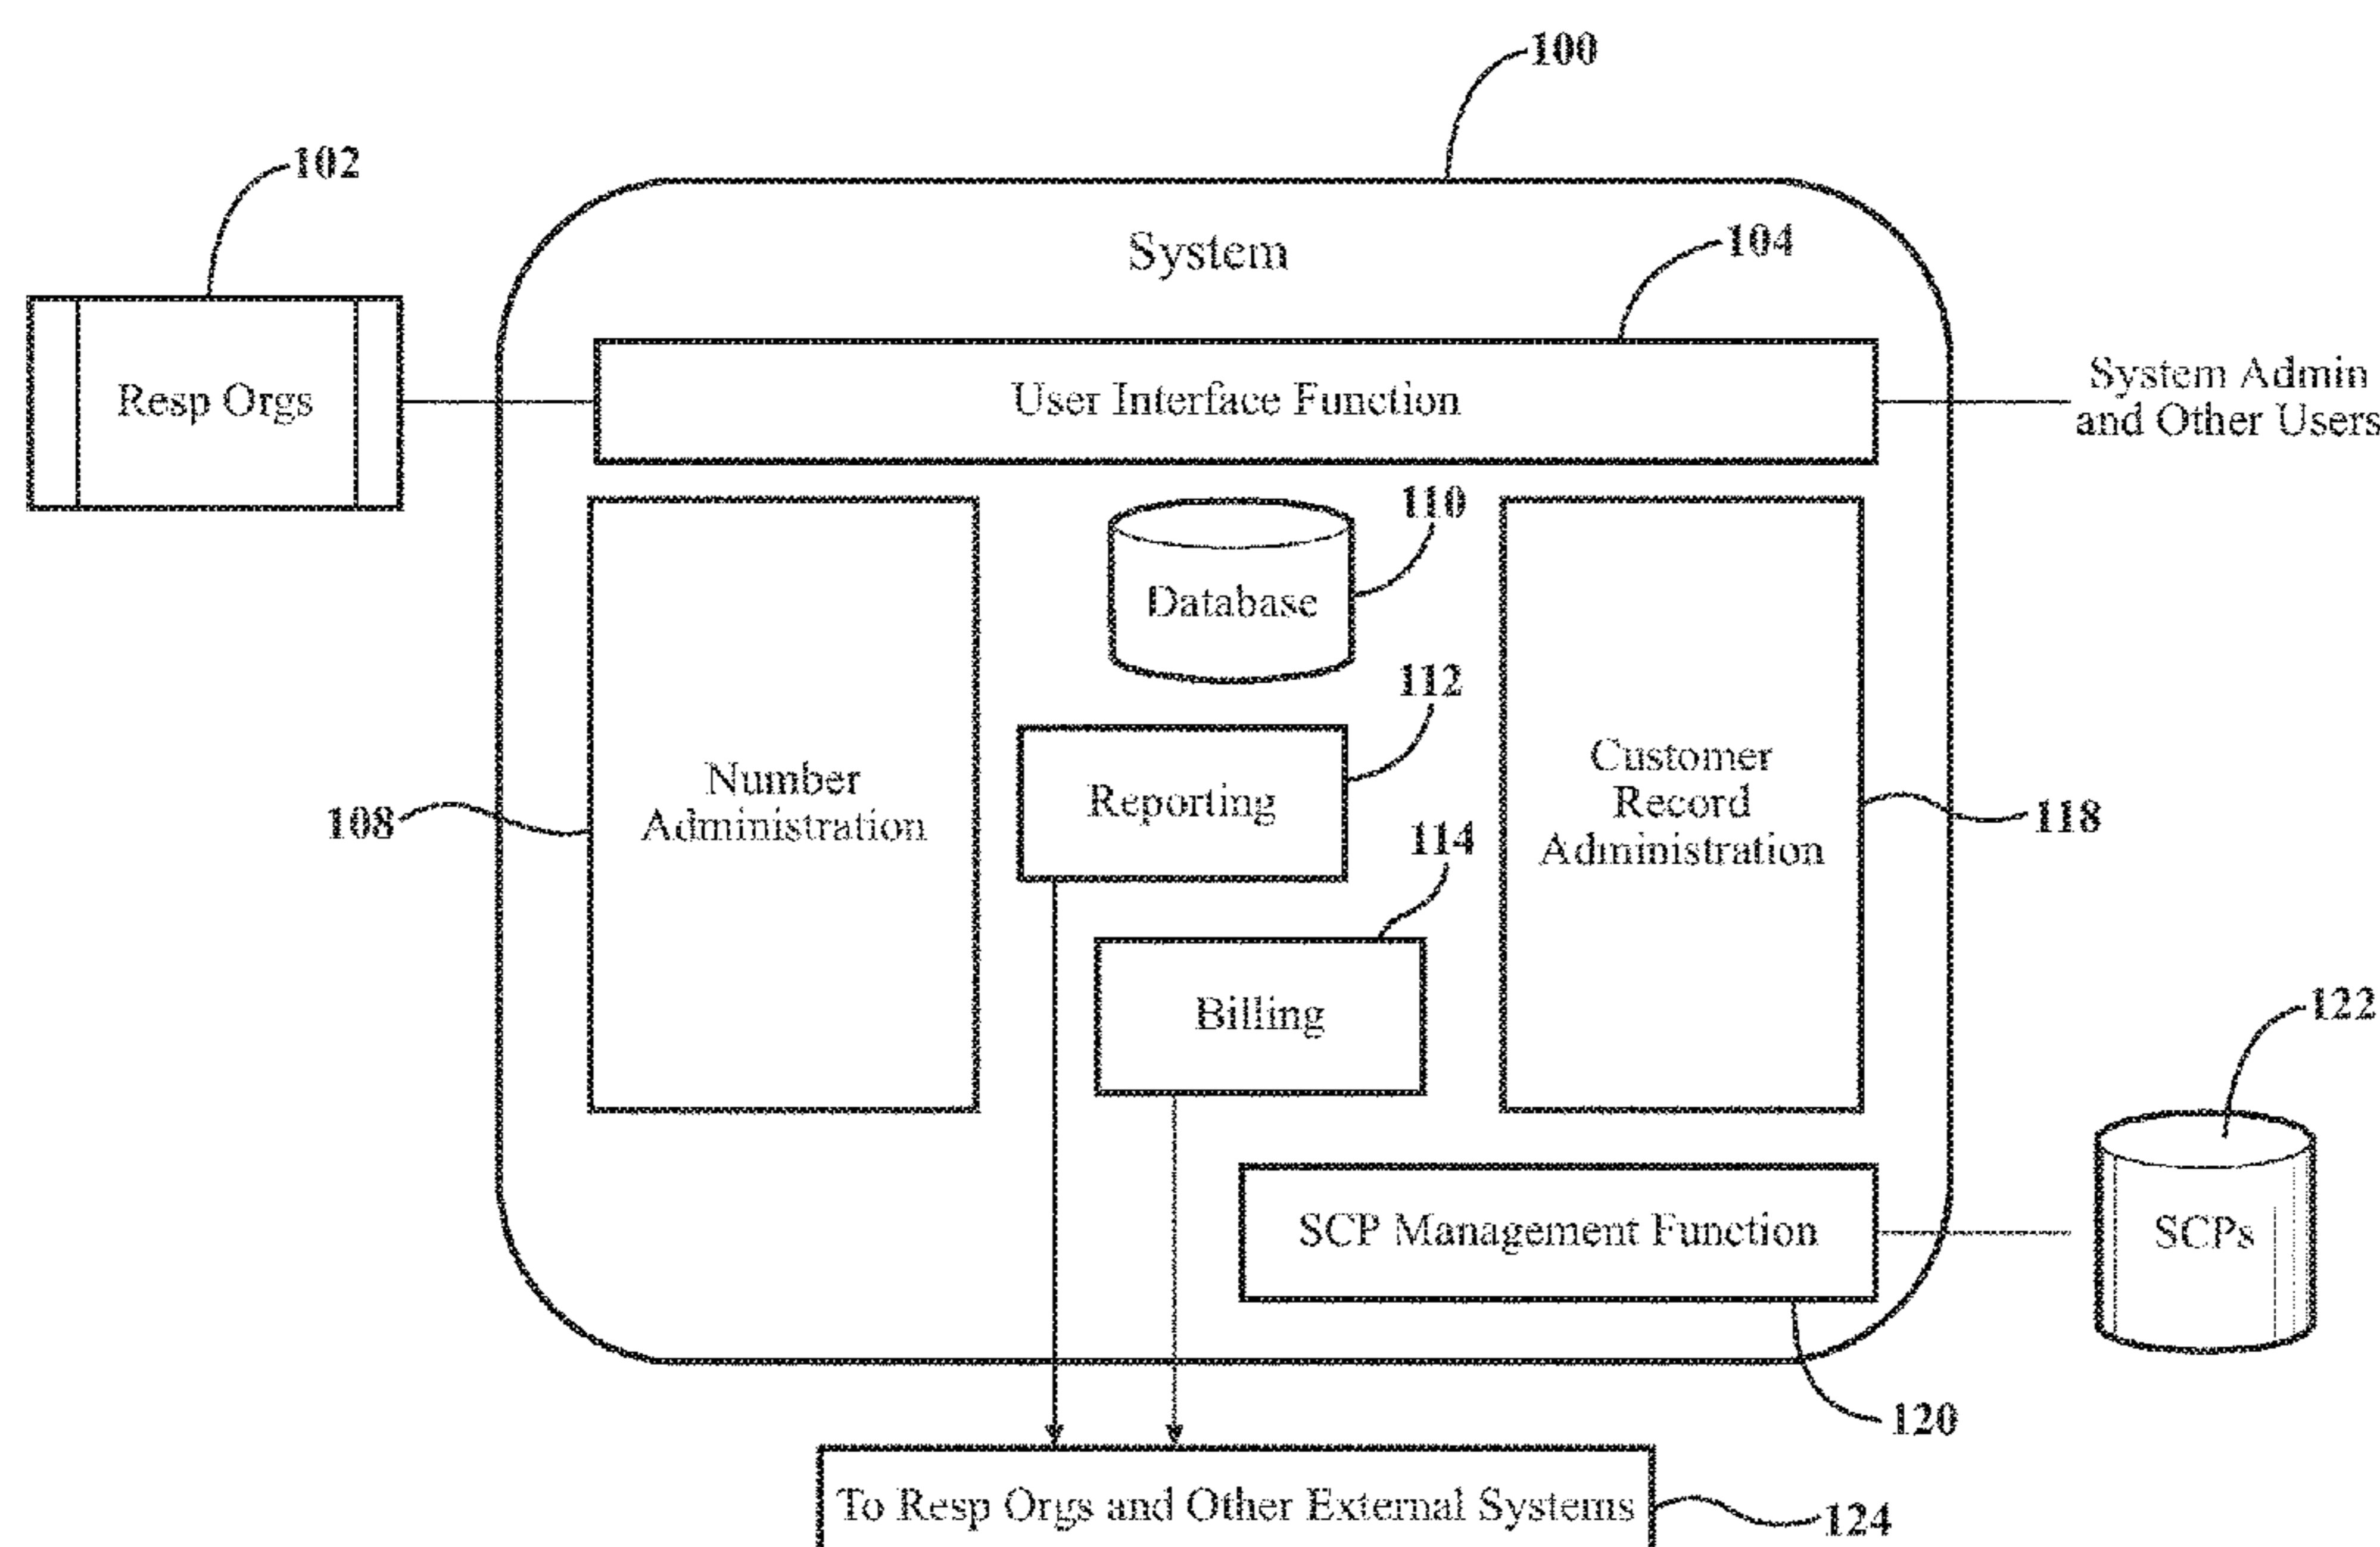 100
102
System
104
Resp Orgs
User Interface Function
System Admin
and Other Users
110
Database
112
Number
Administration
108
Reporting
Customer
Record
Administration
118
114
Billing
122
SCP Management Function
SCPs
120
To Resp Orgs and Other External Systems
124